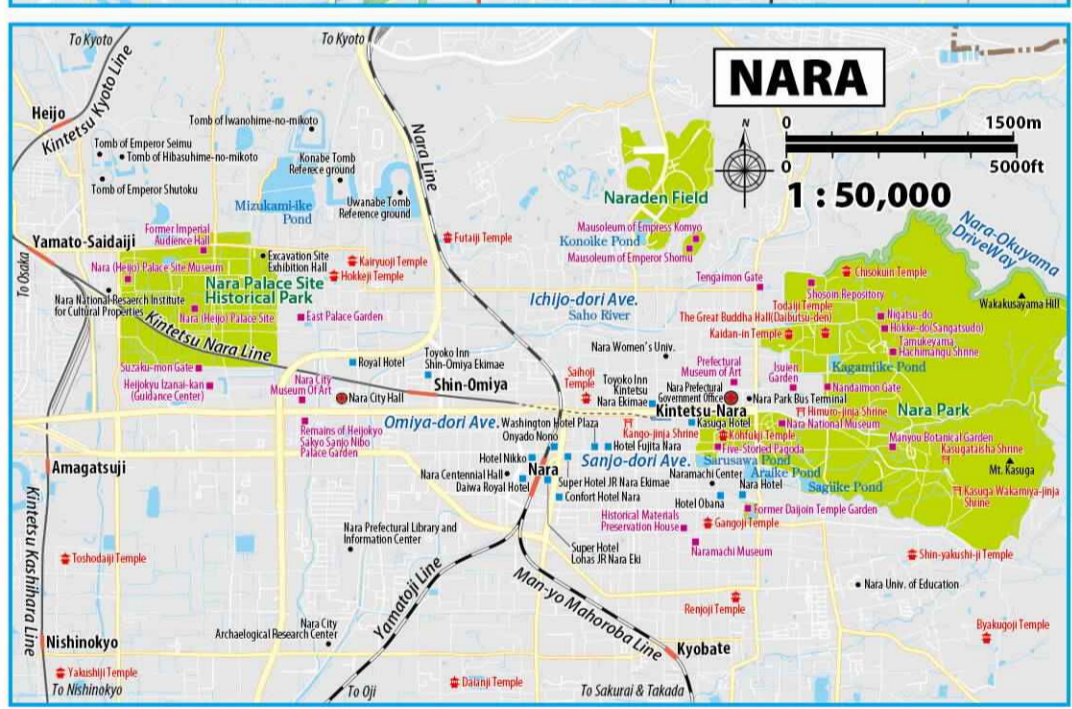 To Kyoto
To Kyoto
NARA
Heijo
Kintetsu Kyoto Line
Nara Line
N
0 1500m
0 5000ft
1 : 50,000
Tomb of Iwanohime-no-mikoto
Tomb of Emperor Seimu
Tomb of Hibasuhime-no-mikoto
Konabe Tomb
Referece ground
Tomb of Emperor Shutoku
Uwanabe Tomb
Reference ground
Mizukami-ike
Pond
Naraden Field
Nara-Okuyama
DriveWay
Former Imperial
Audience Hall
Mausoleum of Empress Komyo
Konoike Pond
Mausoleum of Emperor Shomu
Futaiji Temple
Yamato-Saidaiji
To Osaka
Excavation Site
Exhibition Hall
Kairyuoji Temple
Hokkeji Temple
Nara (Heijo) Palace Site Museum
Nara Palace Site
Historical Park
Tengaimon Gate
Chisokuin Temple
Shosoin Repository
Wakakusayama Hill
Nara National-Resaerch Institute
for Cultural Properties
Nara (Heijo) Palace Site
East Palace Garden
Ichijo-dori Ave.
Saho River
Todaiji Temple
The Great Buddha Hall(Daibutsu-den)
Nigatsu-do
Hokke-do(Sangatsudo)
Kaidan-in Temple
Tamukeyama
Hachimangu Shrine
Kintetsu Nara Line
Nara Women's Univ.
Royal Hotel
Toyoko Inn
Shin-Omiya Ekimae
Prefectural
Museum of Art
Isuien
Garden
Kagamiike Pond
Suzaku-mon Gate
Heijokyu Izanai-kan
(Guidance Center)
Nara City
Museum Of Art
Shin-Omiya
Saihoji
Temple
Toyoko Inn
Kintetsu
Nara Ekimae
Nara Prefectural
Government Office
Nandaimon Gate
Nara City Hall
Nara Park Bus Terminal
Kintetsu-Nara
Himuro-jinja Shrine
Nara Park
Omiya-dori Ave.
Washington Hotel Plaza
Onyado Nono
Kasuga Hotel
Nara National Museum
Remains of Heijokyo
Sakyo Sanjo Nibo
Palace Garden
Kango-jinja Shrine
Kohfukuji Temple
Manyou Botanical Garden
Hotel Fujita Nara
Five-Storied Pagoda
Kasugataisha Shrine
Hotel Nikko
Sanjo-dori Ave.
Sarusawa Pond
Amagatsuji
Nara Centennial Hall
Nara
Naramachi Center
Araike Pond
Mt. Kasuga
Daiwa Royal Hotel
Super Hotel JR Nara Ekimae
Nara Hotel
Sagiike Pond
Confort Hotel Nara
Hotel Obana
Kasuga Wakamiya-jinja
Shrine
Former Daijoin Temple Garden
Kintetsu Kashihara Line
Historical Materials
Preservation House
Gangoji Temple
Nara Prefectural Library and
Information Center
Naramachi Museum
Super Hotel
Lohas JR Nara Eki
Toshodaiji Temple
Shin-yakushi-ji Temple
Yamatoji Line
Man-yo Mahoroba Line
Nara Univ. of Education
Renjoji Temple
Nara City
Archaelogical Research Center
Byakugoji Temple
Nishinokyo
Kyobate
Yakushiji Temple
Daianji Temple
To Nishinokyo
To Oji
To Sakurai & Takada